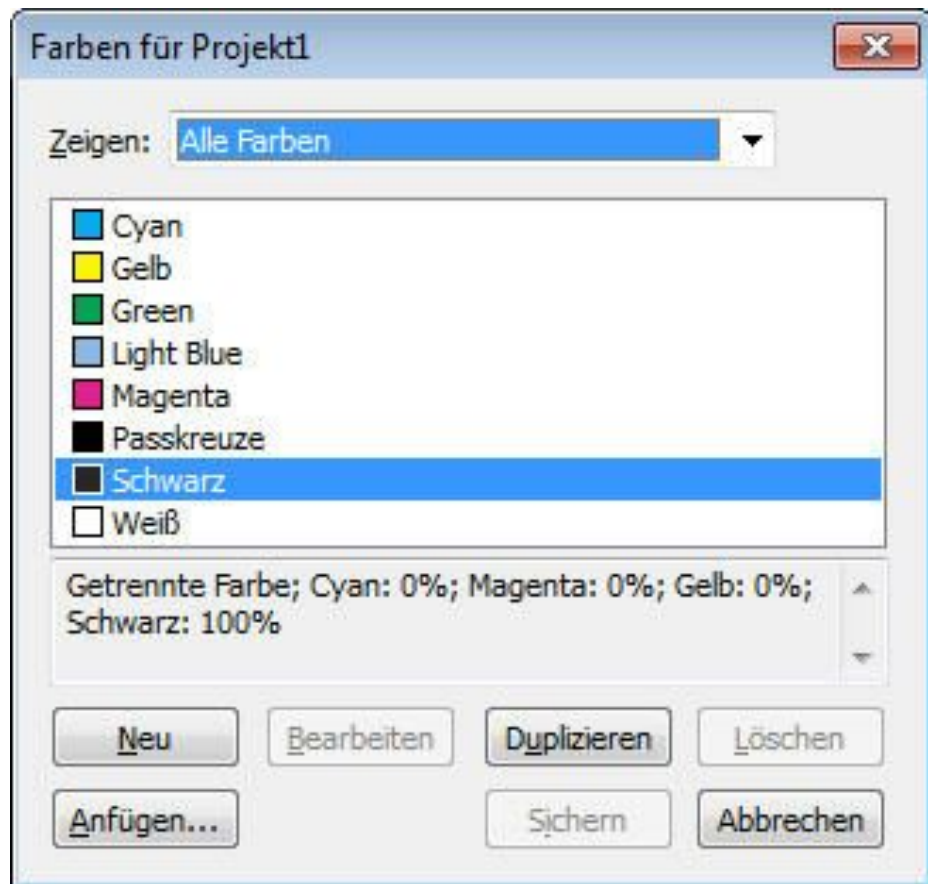 Farben für Projekt1
Zeigen: Alle Farben
Cyan
Gelb
Green
Light Blue
Magenta
Passkreuze
Schwarz
Weiß
Getrennte Farbe; Cyan: 0%; Magenta: 0%; Gelb: 0%;
Schwarz: 100%
Neu Bearbeiten Duplizieren Löschen
Anfügen... Sichern Abbrechen